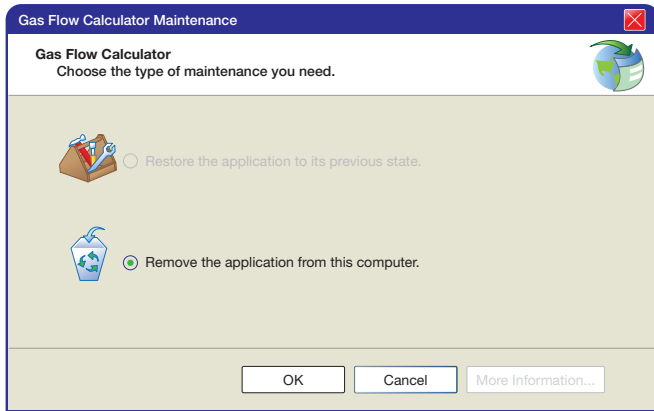 Gas Flow Calculator Maintenance
Gas Flow Calculator
Choose the type of maintenance you need.
Restore the application to its previous state.
Remove the application from this computer.
OK
Cancel
More Information...